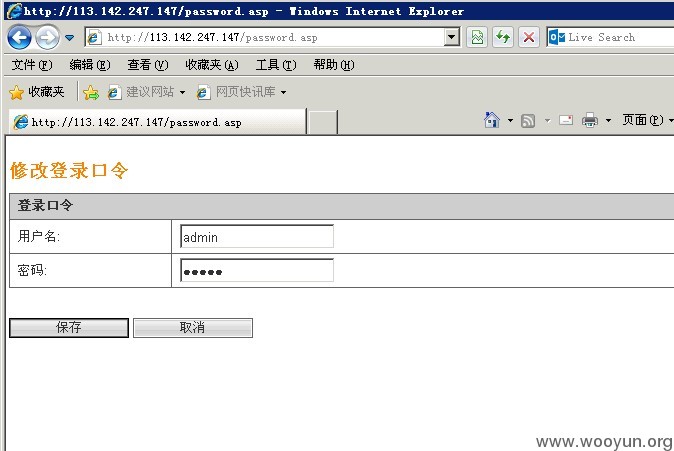 http://113.142.247.147/password.asp - Windows Internet Explorer
http://113.142.247.147/password.asp
Live Search
文件(F) 编辑(E) 查看(V) 收藏夹(A) 工具(T) 帮助(H)
收藏夹 建议网站 网页快讯库
http://113.142.247.147/password.asp
页面(P)
修改登录口令
登录口令
用户名: admin
密码: ●●●●●
保存 取消
www.wooyun.org